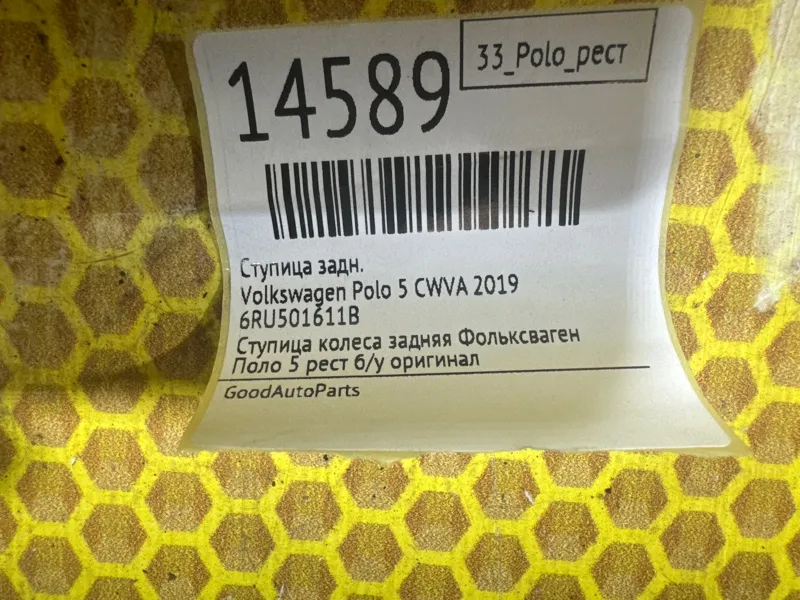 33_Polo_рест
14589
Ступица задн.
Volkswagen Polo 5 CWVA 2019
6RU501611B
Ступица колеса задняя Фольксваген
Поло 5 рест б/у оригинал
GoodAutoParts